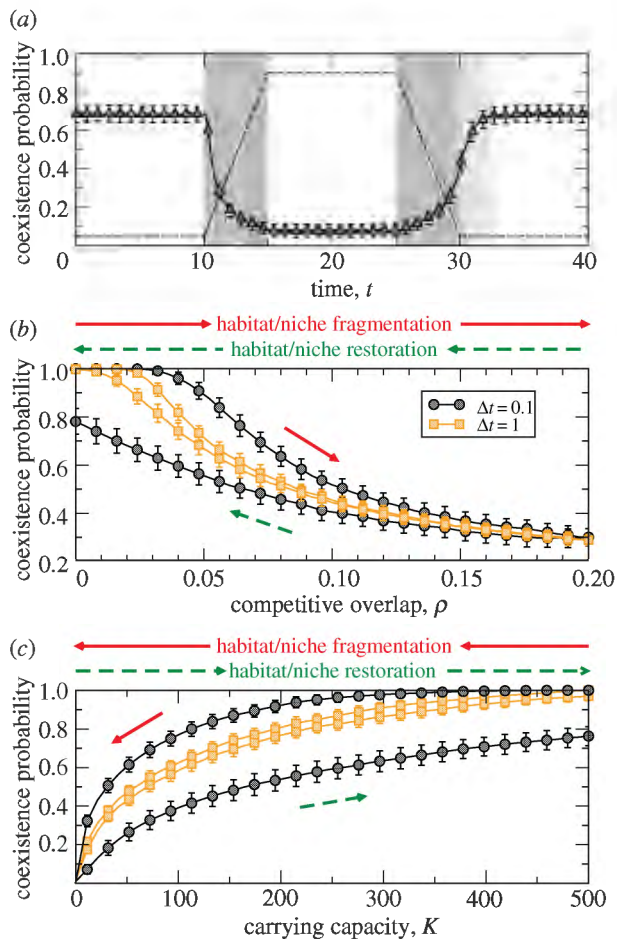 (a)
1.0
0.8
0.6
0.4
0.2
coexistence probability
0 10 20 30 40
time, t
(b)
habitat/niche fragmentation
habitat/niche restoration
1.0
0.8
0.6
0.4
0.2
coexistence probability
Δt = 0.1
Δt = 1
0 0.05 0.10 0.15 0.20
competitive overlap, ρ
(c)
habitat/niche fragmentation
habitat/niche restoration
1.0
0.8
0.6
0.4
0.2
coexistence probability
0 100 200 300 400 500
carrying capacity, K